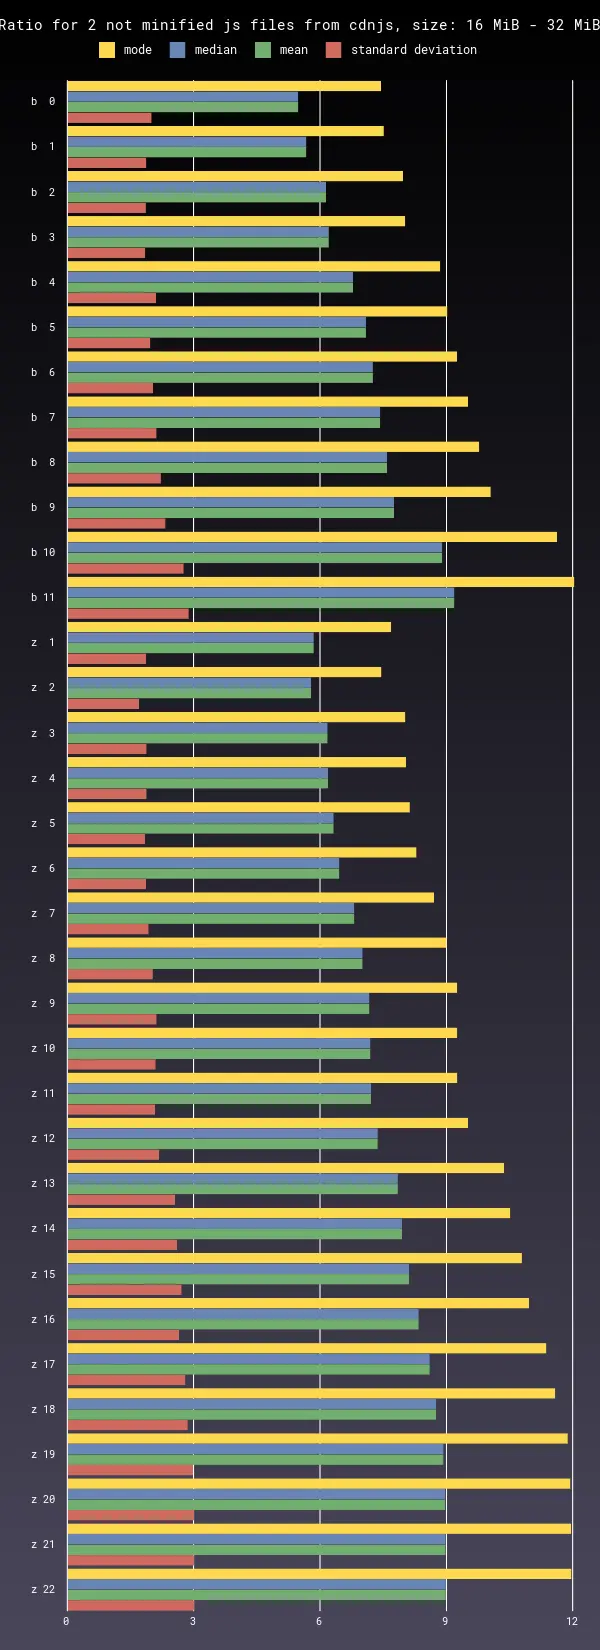 Ratio for 2 not minified js files from cdnjs, size: 16 MiB - 32 MiB
mode median mean standard deviation
b 0
b 1
b 2
b 3
b 4
b 5
b 6
b 7
b 8
b 9
b 10
b 11
z 1
z 2
z 3
z 4
z 5
z 6
z 7
z 8
z 9
z 10
z 11
z 12
z 13
z 14
z 15
z 16
z 17
z 18
z 19
z 20
z 21
z 22
0 3 6 9 12